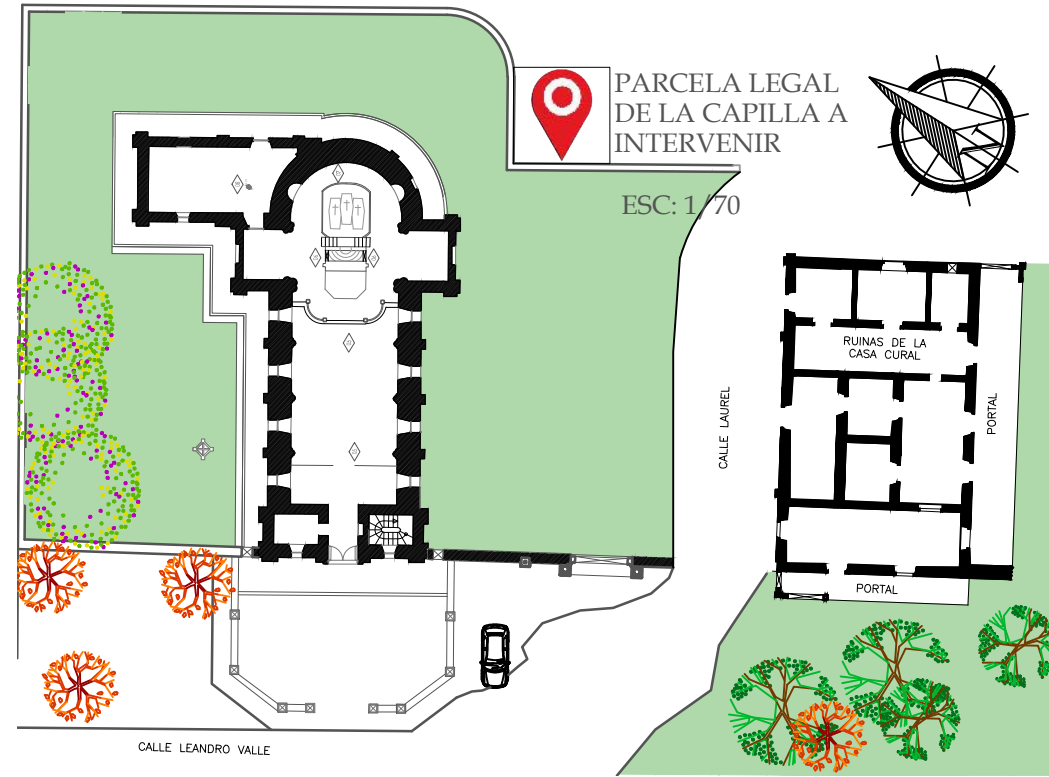 PARCELA LEGAL
DE LA CAPILLA A
INTERVENIR
ESC: 1/70
RUINAS DE LA
CASA CURAL
CALLE LAUREL
PORTAL
PORTAL
CALLE LEANDRO VALLE